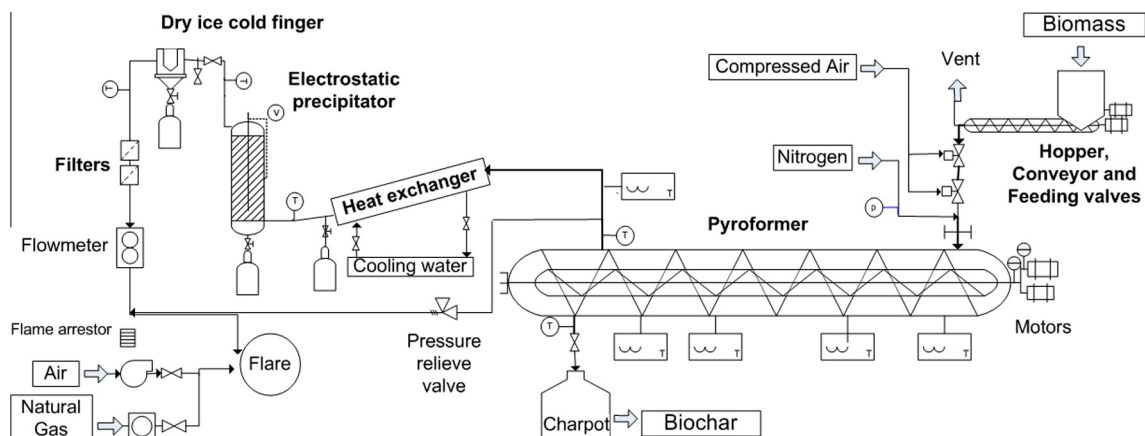 Dry ice cold finger
Biomass
Compressed Air
Vent
Electrostatic
precipitator
V
T
T
Filters
Nitrogen
Hopper,
Conveyor and
Feeding valves
Heat exchanger
T
T
p
Pyroformer
T
Flowmeter
Cooling water
Flame arrestor
T
Pressure
relieve
valve
T
T
T
T
Motors
Air
Flare
Natural
Gas
Charpot
Biochar